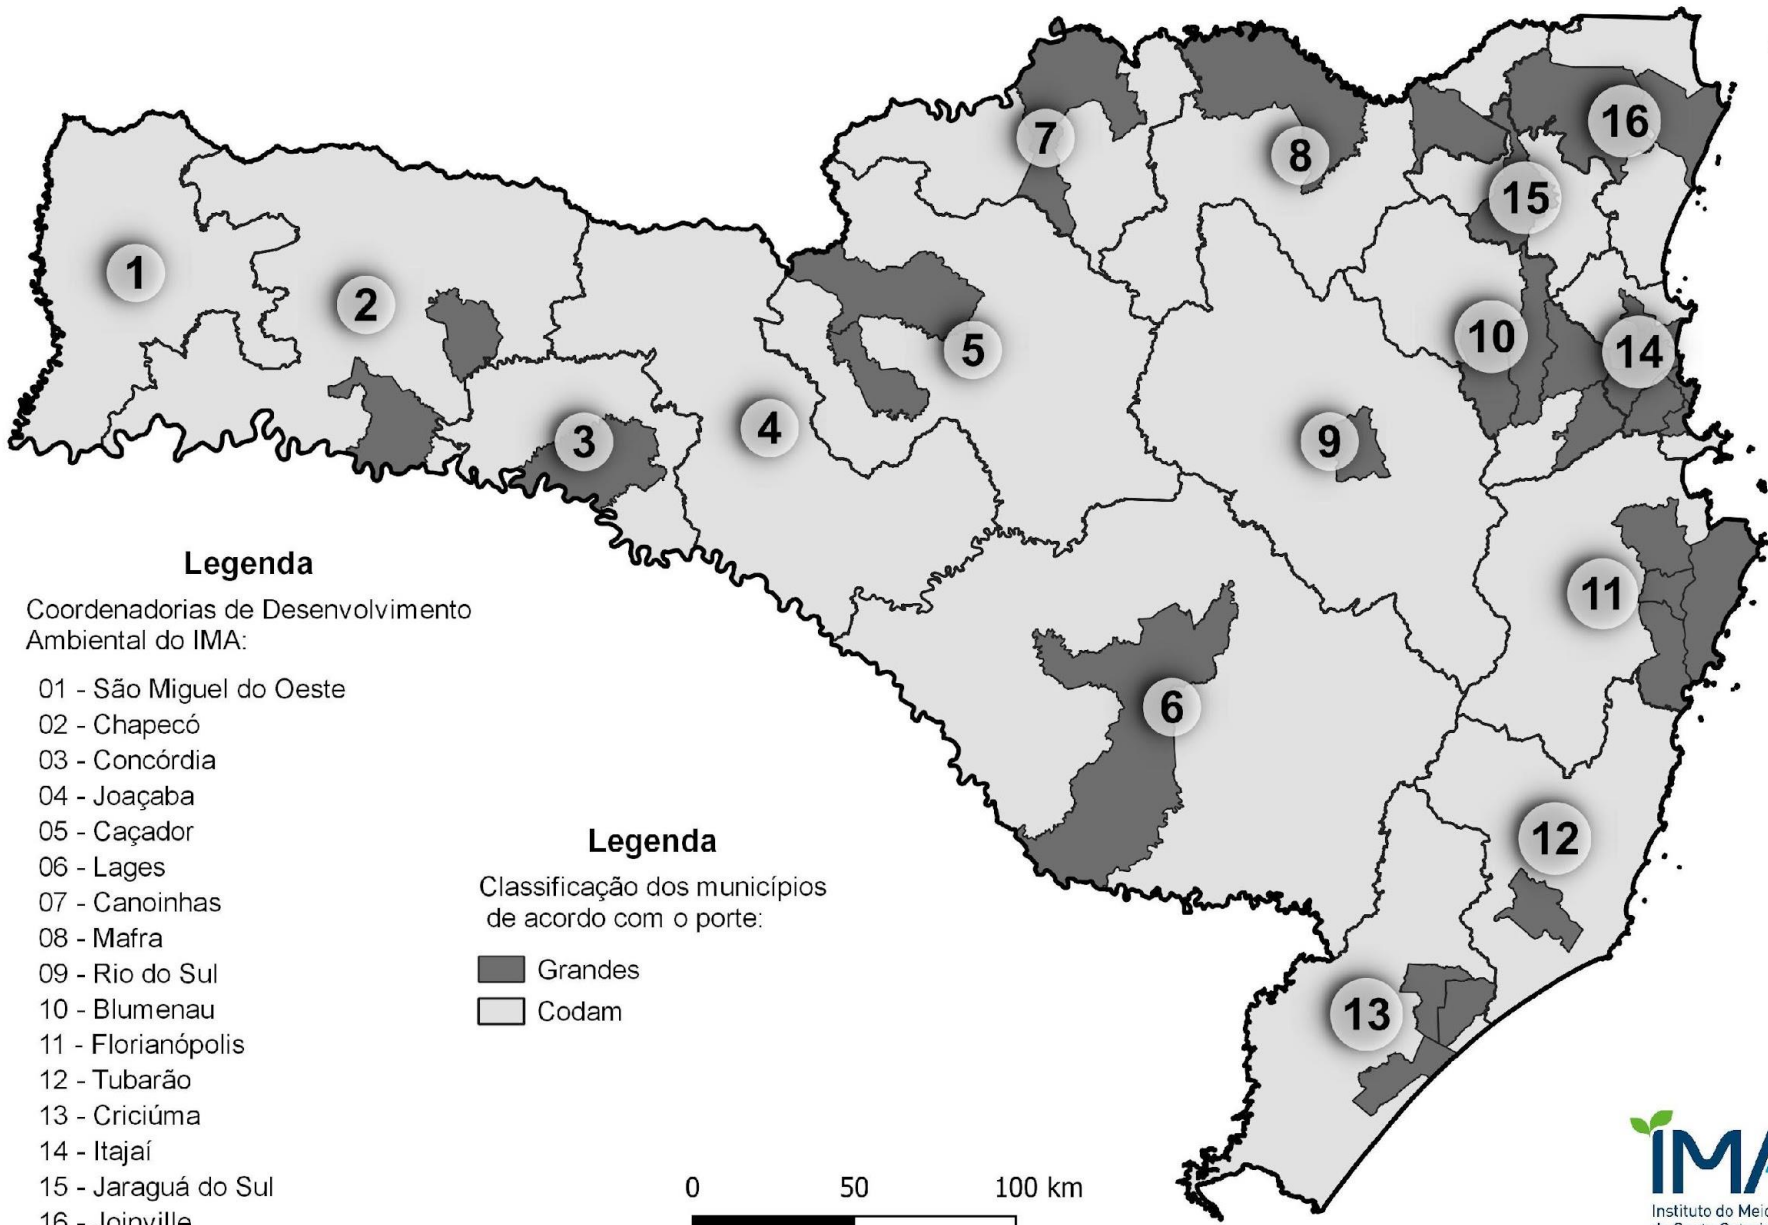 7
8
16
15
1
2
5
10
14
3
4
9
11
6
12
13
Legenda
Coordenadorias de Desenvolvimento
Ambiental do IMA:
01 - São Miguel do Oeste
02 - Chapecó
03 - Concórdia
04 - Joaçaba
05 - Caçador
06 - Lages
07 - Canoinhas
08 - Mafra
09 - Rio do Sul
10 - Blumenau
11 - Florianópolis
12 - Tubarão
13 - Criciúma
14 - Itajaí
15 - Jaraguá do Sul
16 - Joinville
Legenda
Classificação dos municípios
de acordo com o porte:
Grandes
Codam
0 50 100 km
IMA
Instituto do Mei